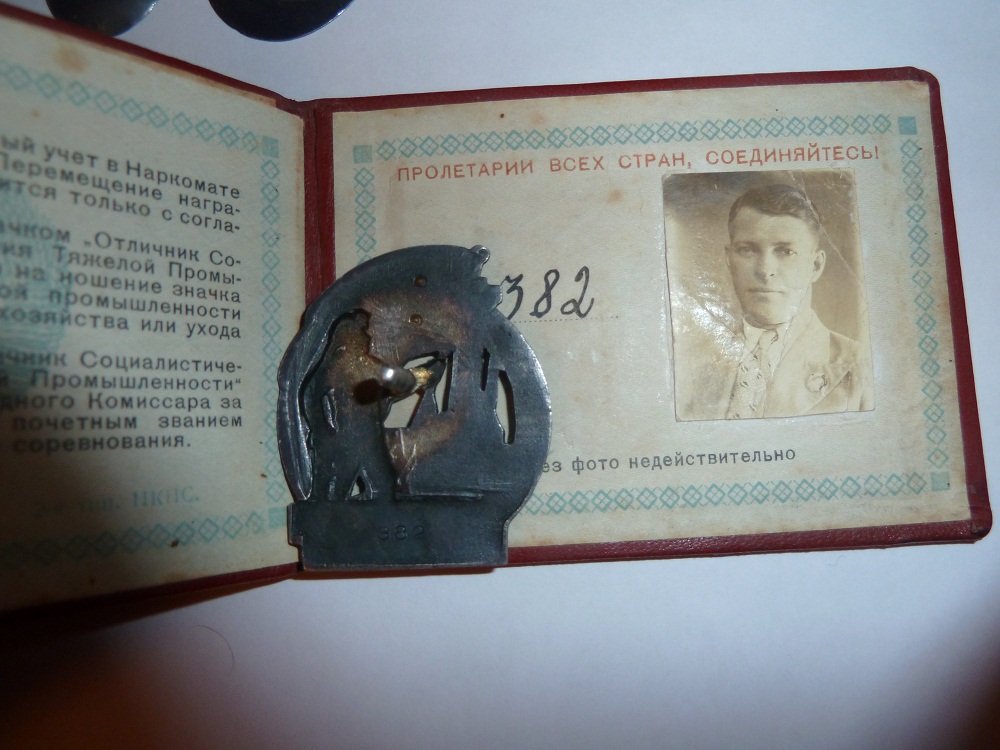 ый учет в Наркомате
Перемещение награ-
ится только с согла-
ачком „Отличник Со-
ия Тяжелой Промы-
на ношение значка
ой промышленности
хозяйства или ухода
ичник Социалистиче-
й Промышленности"
дного Комиссара за
почетным званием
соревнования.
ПРОЛЕТАРИИ ВСЕХ СТРАН, СОЕДИНЯЙТЕСЬ!
382
ез фото недействительно
382